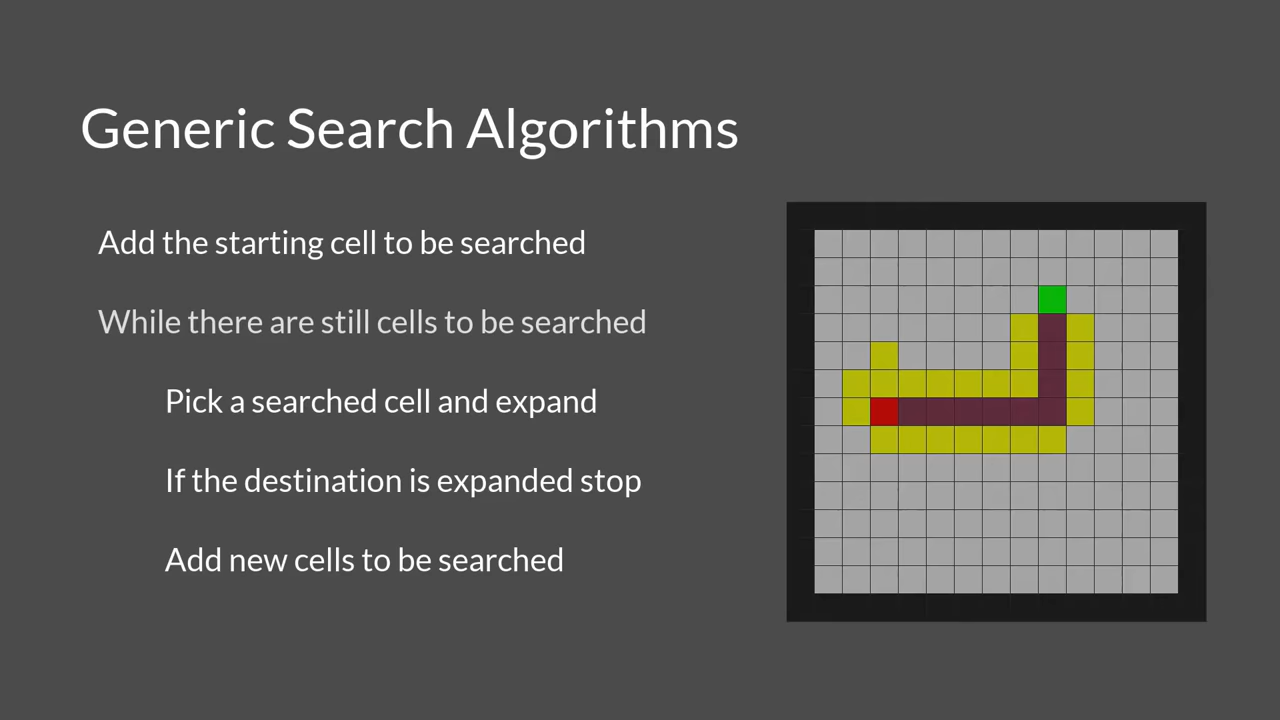 Generic Search Algorithms
Add the starting cell to be searched
While there are still cells to be searched
Pick a searched cell and expand
If the destination is expanded stop
Add new cells to be searched